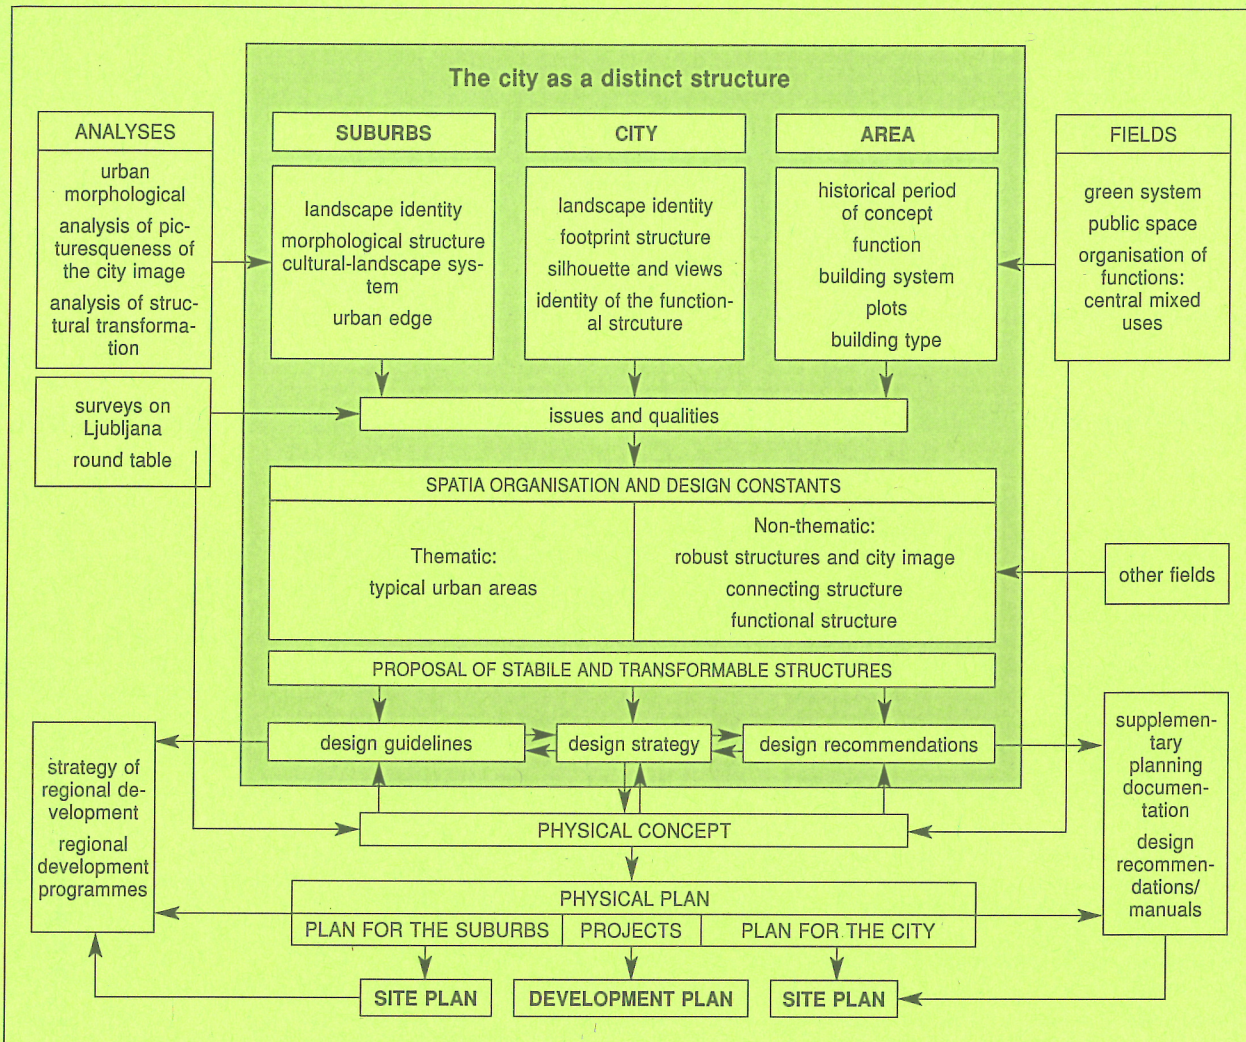 The city as a distinct structure
ANALYSES
urban
morphological
analysis of pic-
turesqueness of
the city image
analysis of struc-
tural transforma-
tion
surveys on
Ljubljana
round table
SUBURBS
landscape identity
morphological structure
cultural-landscape sys-
tem
urban edge
CITY
landscape identity
footprint structure
silhouette and views
identity of the function-
al strcuture
AREA
historical period
of concept
function
building system
plots
building type
FIELDS
green system
public space
organisation of
functions:
central mixed
uses
issues and qualities
SPATIA ORGANISATION AND DESIGN CONSTANTS
Thematic:
typical urban areas
Non-thematic:
robust structures and city image
connecting structure
functional structure
other fields
PROPOSAL OF STABILE AND TRANSFORMABLE STRUCTURES
design guidelines
design strategy
design recommendations
strategy of
regional de-
velopment
regional
development
programmes
supplemen-
tary
planning
documen-
tation
design
recommen-
dations/
manuals
PHYSICAL CONCEPT
PHYSICAL PLAN
PLAN FOR THE SUBURBS
PROJECTS
PLAN FOR THE CITY
SITE PLAN
DEVELOPMENT PLAN
SITE PLAN